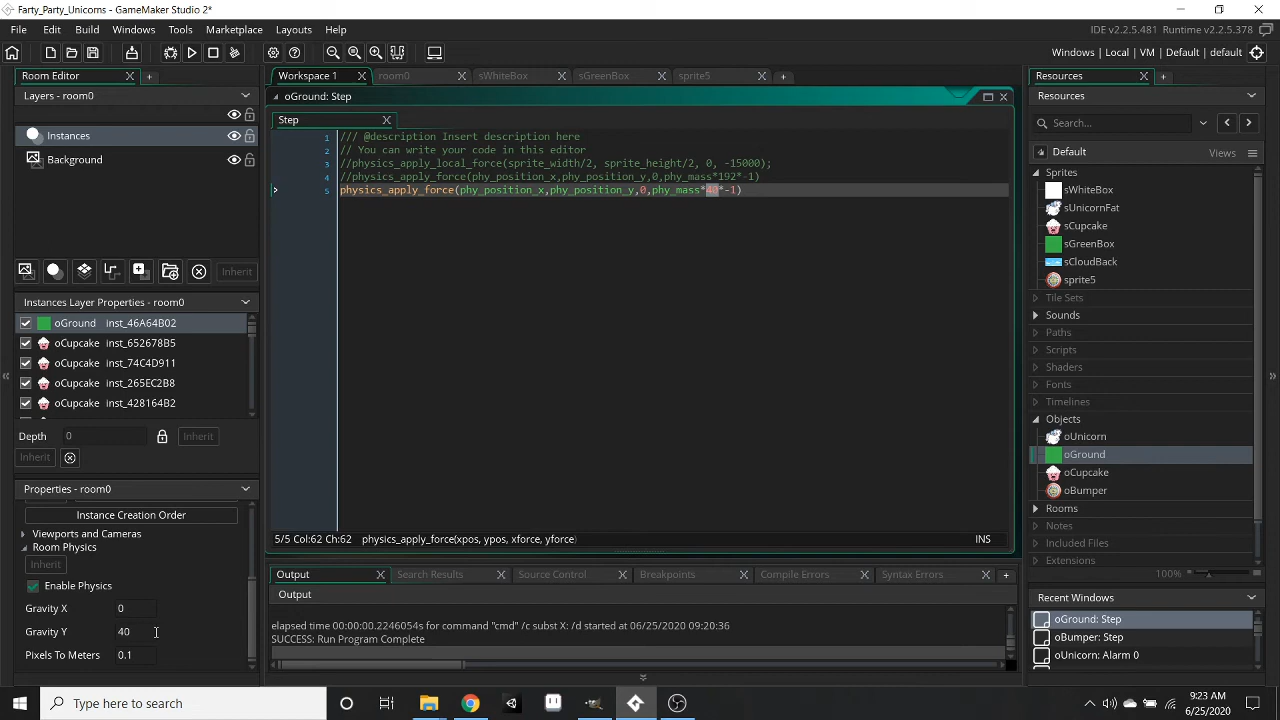 Farty_Party_Unicorns - GameMaker Studio 2*
File Edit Build Windows Tools Marketplace Layouts Help
IDE v2.2.5.481 Runtime v2.2.5.378
Windows | Local | VM | Default | default
Room Editor
Workspace 1 room0 sWhiteBox sGreenBox sprite5
Resources
Layers - room0
oGround: Step
Resources
Step
Search...
Instances
Background
1 /// @description Insert description here
2 // You can write your code in this editor
3 //physics_apply_local_force(sprite_width/2, sprite_height/2, 0, -15000);
4 //physics_apply_force(phy_position_x,phy_position_y,0,phy_mass*192*-1)
5 physics_apply_force(phy_position_x,phy_position_y,0,phy_mass*40*-1)
Default Views
Sprites
sWhiteBox
sUnicornFat
sCupcake
sGreenBox
sCloudBack
sprite5
Tile Sets
Sounds
Paths
Scripts
Shaders
Fonts
Timelines
Objects
oUnicorn
oGround
oCupcake
oBumper
Rooms
Notes
Included Files
Extensions
100%
Inherit
Instances Layer Properties - room0
oGround inst_46A64B02
oCupcake inst_652678B5
oCupcake inst_74C4D911
oCupcake inst_265EC2B8
oCupcake inst_428164B2
Depth 0 Inherit
Inherit
Properties - room0
Instance Creation Order
Viewports and Cameras
Room Physics
Inherit
Enable Physics
Gravity X 0
Gravity Y 40
Pixels To Meters 0.1
5/5 Col:62 Ch:62 physics_apply_force(xpos, ypos, xforce, yforce) INS
Output Search Results Source Control Breakpoints Compile Errors Syntax Errors
Output
elapsed time 00:00:00.2246054s for command "cmd" /c subst X: /d started at 06/25/2020 09:20:36
SUCCESS: Run Program Complete
Recent Windows
oGround: Step
oBumper: Step
oUnicorn: Alarm 0
Type here to search
9:23 AM
6/25/2020